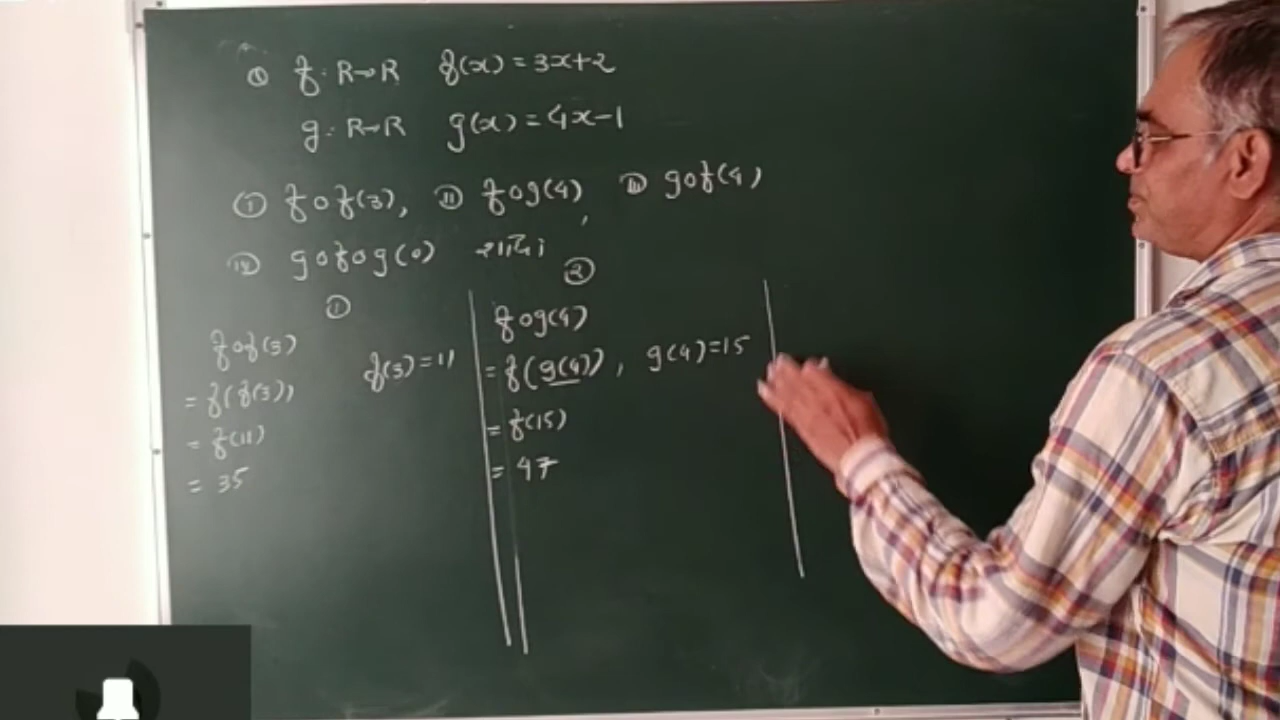 ① f: R→R f(x) = 3x+2
g: R→R g(x) = 4x-1
ⓘ fof(3), ⓘⓘ fog(4), ⓘⓘⓘ gof(4)
ⓘⓥ gofog(0) શોધો
①
fof(3)
= f(f(3)) f(3)=11
= f(11)
= 35
②
fog(4)
= f(g(4)), g(4)=15
= f(15)
= 47